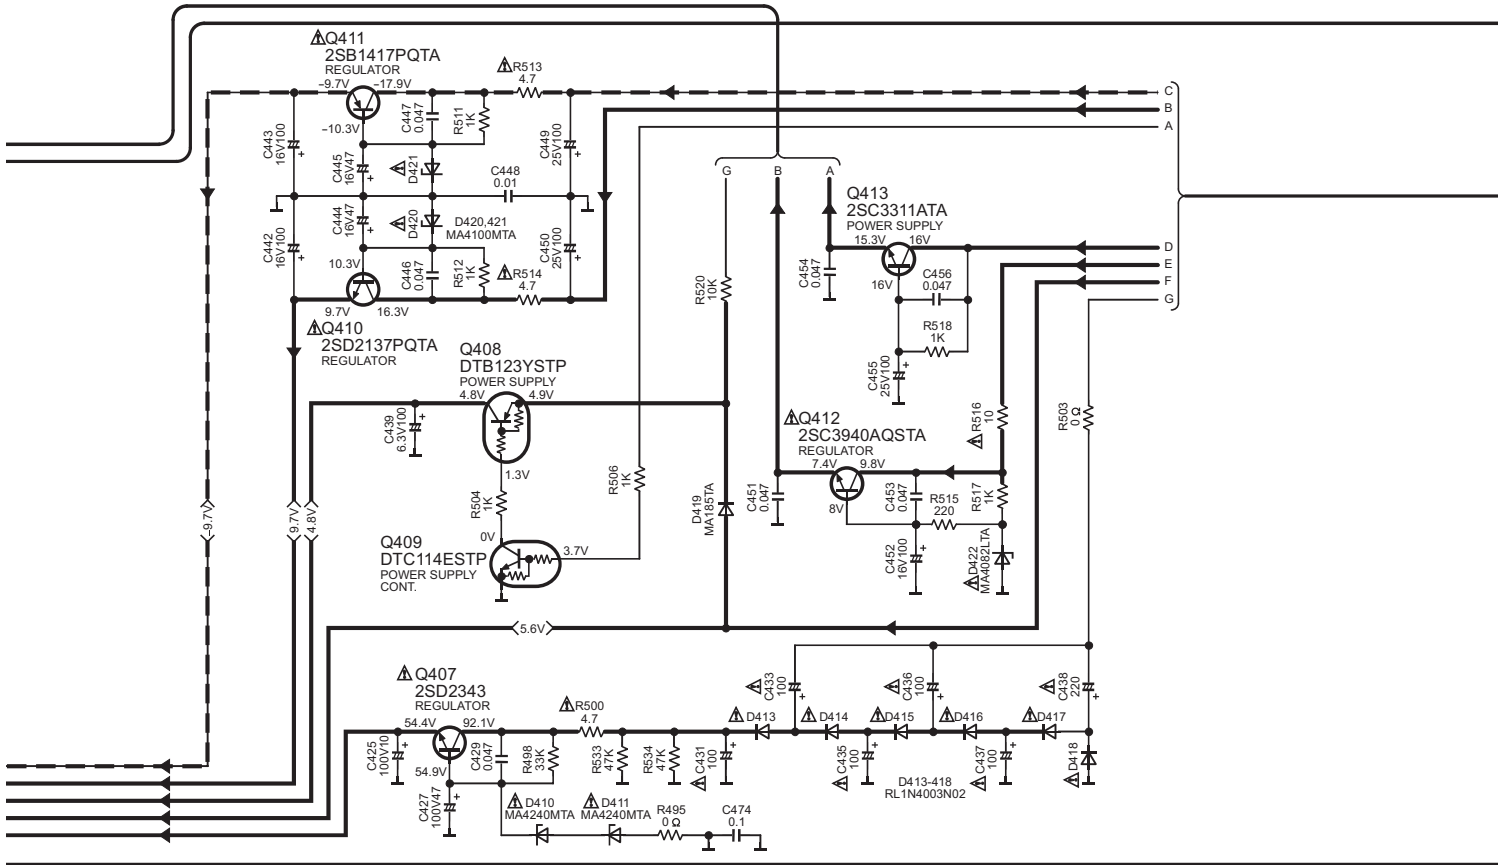 Q411
2SB1417PQTA
REGULATOR
-9.7V
-17.9V
R513
4.7
-10.3V
C447
0.047
R511
1K
C443
16V100
C445
16V47
D421
C449
25V100
C448
0.01
C444
16V47
D420
D420,421
MA4100MTA
C442
16V100
C450
25V100
10.3V
C446
0.047
R512
1K
R514
4.7
9.7V
16.3V
Q410
2SD2137PQTA
REGULATOR
C
B
A
G
B
A
Q413
2SC3311ATA
POWER SUPPLY
15.3V
16V
D
E
F
G
C454
0.047
16V
C456
0.047
R520
10K
R518
1K
C455
25V100
Q408
DTB123YSTP
POWER SUPPLY
4.8V
4.9V
C439
6.3V100
1.3V
R504
1K
R506
1K
Q412
2SC3940AQSTA
REGULATOR
7.4V
9.8V
R516
10
R503
0 Ω
D419
MA185TA
C451
0.047
C453
0.047
R515
220
R517
1K
8V
C452
16V100
D422
MA4082LTA
-9.7V
9.7V
4.8V
0V
Q409
DTC114ESTP
POWER SUPPLY
CONT.
3.7V
5.6V
Q407
2SD2343
REGULATOR
54.4V
92.1V
R500
4.7
C433
100
C436
100
C438
220
D413
D414
D415
D416
D417
C425
100V10
C429
0.047
R498
33K
R533
47K
R534
47K
C431
100
C435
100
C437
100
D418
54.9V
D413-418
RL1N4003N02
C427
100V47
D410
MA4240MTA
D411
MA4240MTA
R495
0 Ω
C474
0.1